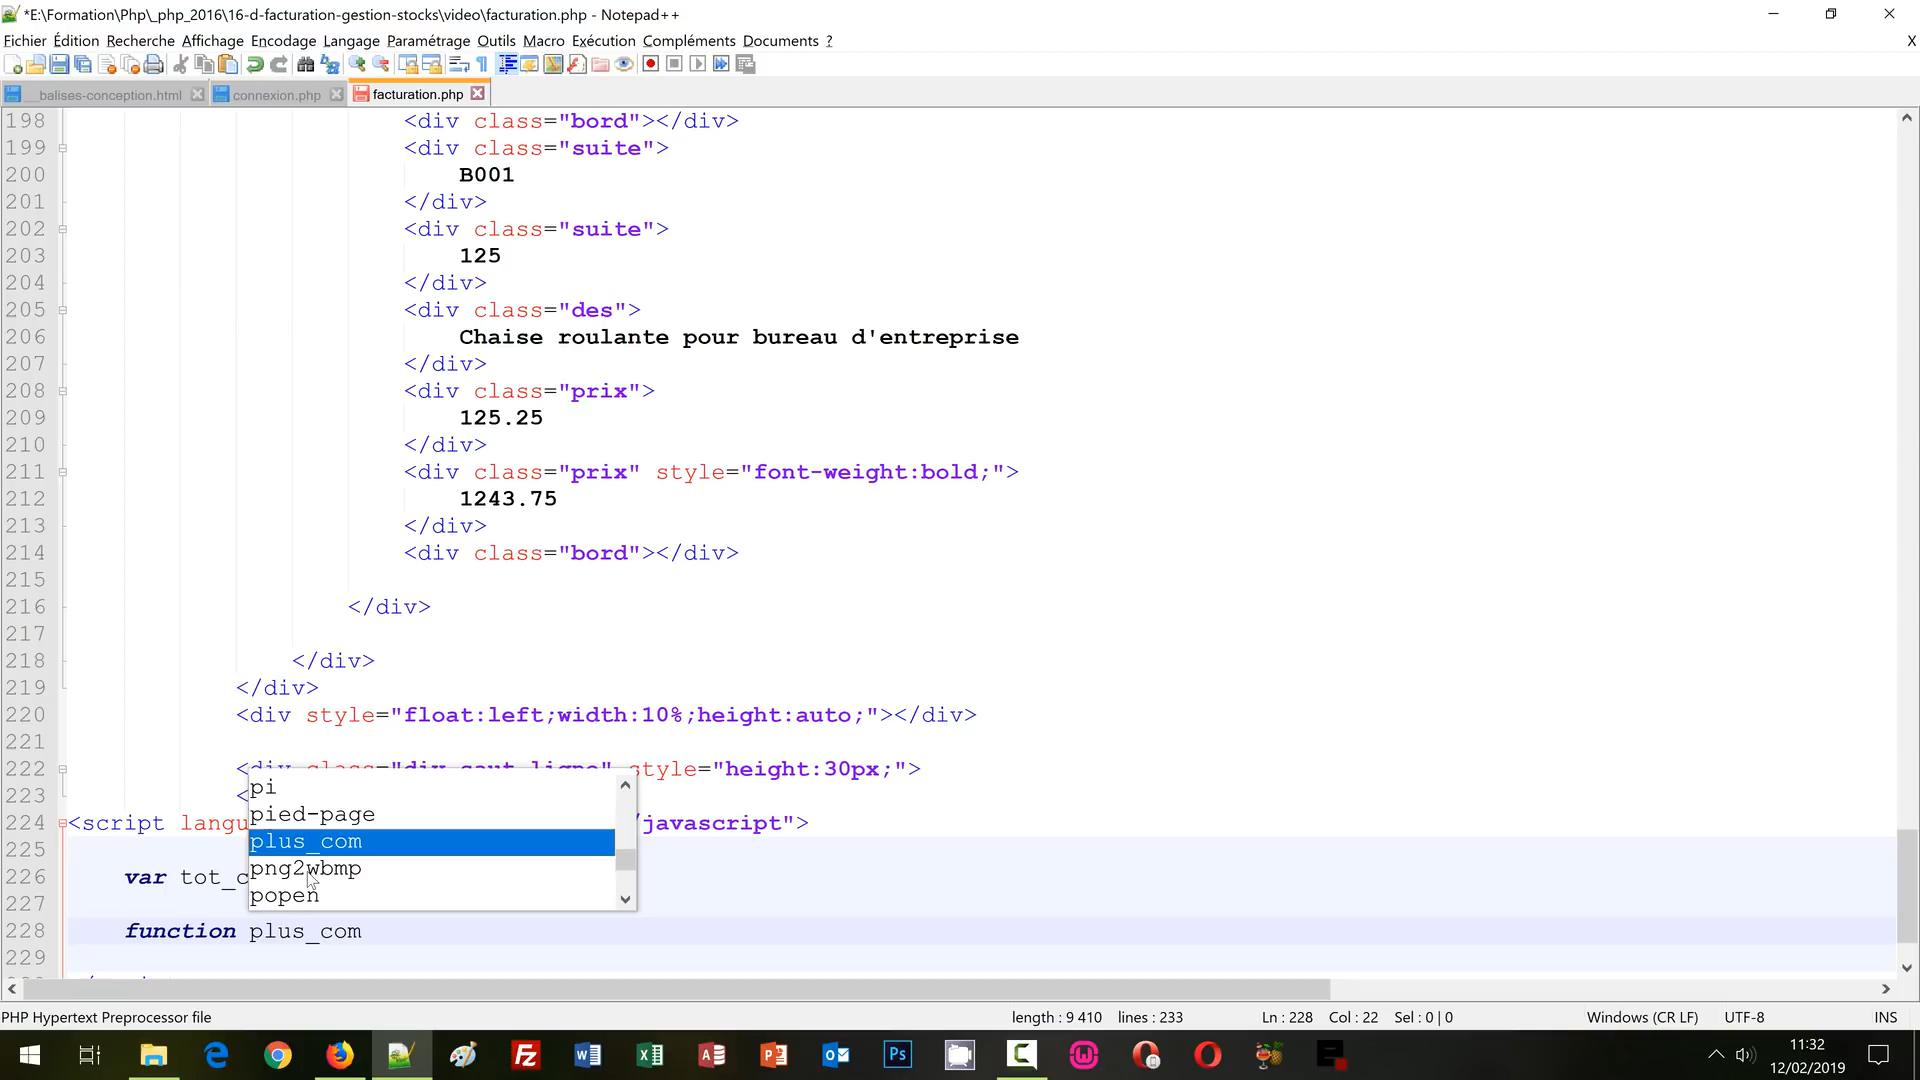 *E:\Formation\Php\_php_2016\16-d-facturation-gestion-stocks\video\facturation.php - Notepad++
Fichier Édition Recherche Affichage Encodage Langage Paramétrage Outils Macro Exécution Compléments Documents ? X
__balises-conception.html connexion.php facturation.php
198 <div class="bord"></div>
199 <div class="suite">
200 B001
201 </div>
202 <div class="suite">
203 125
204 </div>
205 <div class="des">
206 Chaise roulante pour bureau d'entreprise
207 </div>
208 <div class="prix">
209 125.25
210 </div>
211 <div class="prix" style="font-weight:bold;">
212 1243.75
213 </div>
214 <div class="bord"></div>
215
216 </div>
217
218 </div>
219 </div>
220 <div style="float:left;width:10%;height:auto;"></div>
221
222 style="height:30px;">
223 <
224 <script langu /javascript">
225
226 var tot_c
227
228 function plus_com
229
pi
pied-page
plus_com
png2wbmp
popen
PHP Hypertext Preprocessor file length : 9 410 lines : 233 Ln : 228 Col : 22 Sel : 0 | 0 Windows (CR LF) UTF-8 INS
11:32
12/02/2019